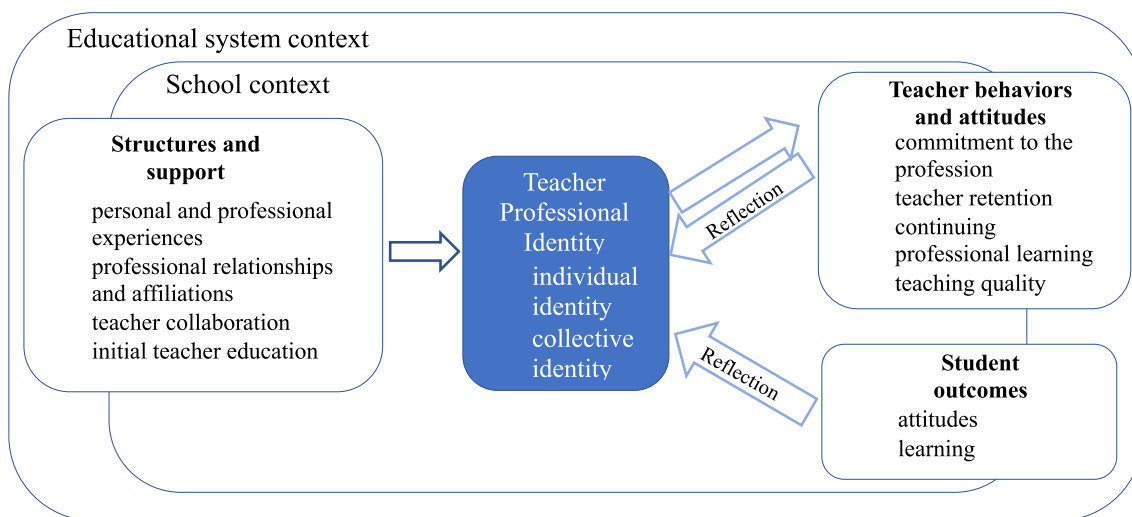 Educational system context
School context
Structures and
support
personal and professional
experiences
professional relationships
and affiliations
teacher collaboration
initial teacher education
Teacher
Professional
Identity
individual
identity
collective
identity
Reflection
Reflection
Teacher behaviors
and attitudes
commitment to the
profession
teacher retention
continuing
professional learning
teaching quality
Student
outcomes
attitudes
learning